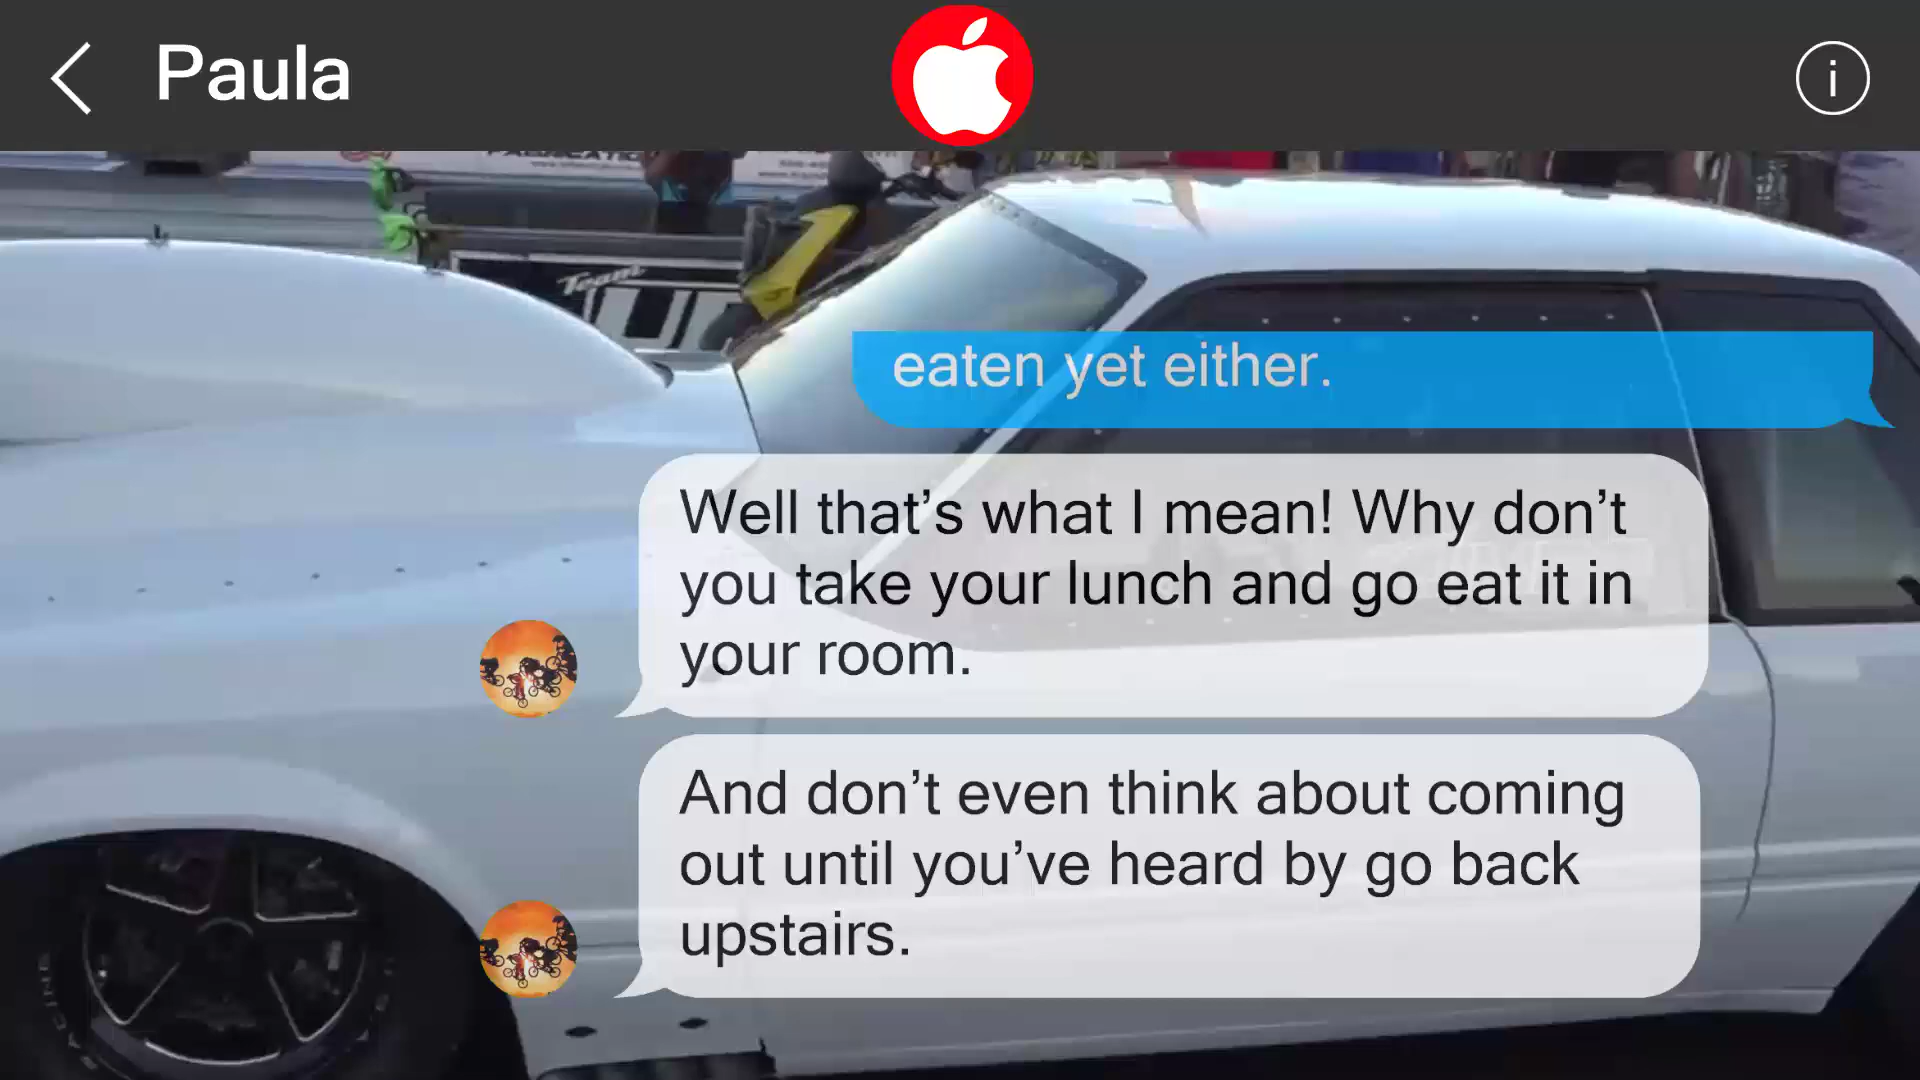 Paula
i
Team
eaten yet either.
Well that’s what I mean! Why don’t
you take your lunch and go eat it in
your room.
And don’t even think about coming
out until you’ve heard by go back
upstairs.